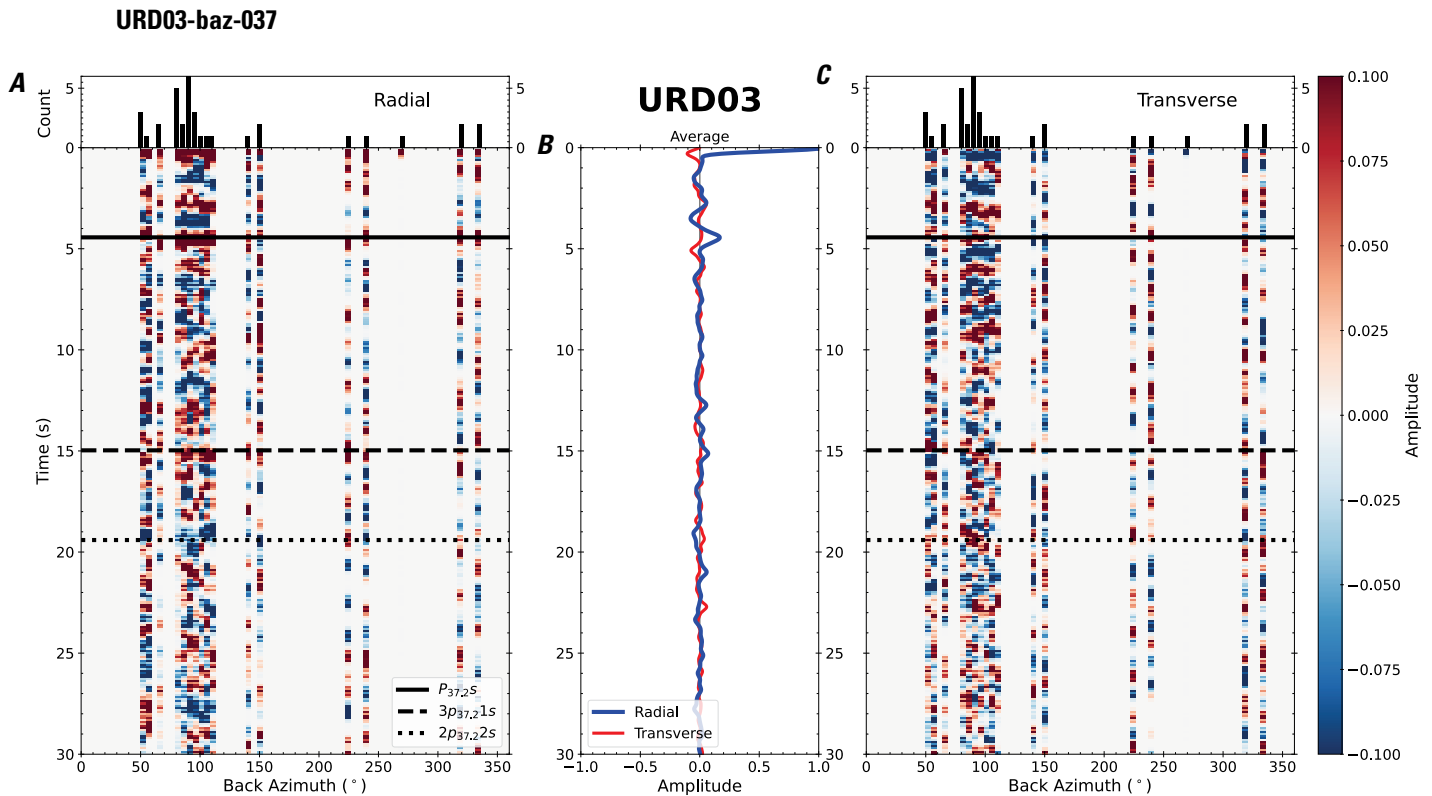 URD03-baz-037
A
5
0
Count
Radial
5
0
URD03
Average
B
C
5
0
Transverse
5
0
0
5
10
15
20
25
30
Time (s)
P37.2s
3p37.21s
2p37.22s
0
50
100
150
200
250
300
350
Back Azimuth (°)
0
5
10
15
20
25
30
Radial
Transverse
−1.0
−0.5
0.0
0.5
1.0
Amplitude
0
50
100
150
200
250
300
350
Back Azimuth (°)
0.100
0.075
0.050
0.025
0.000
−0.025
−0.050
−0.075
−0.100
Amplitude